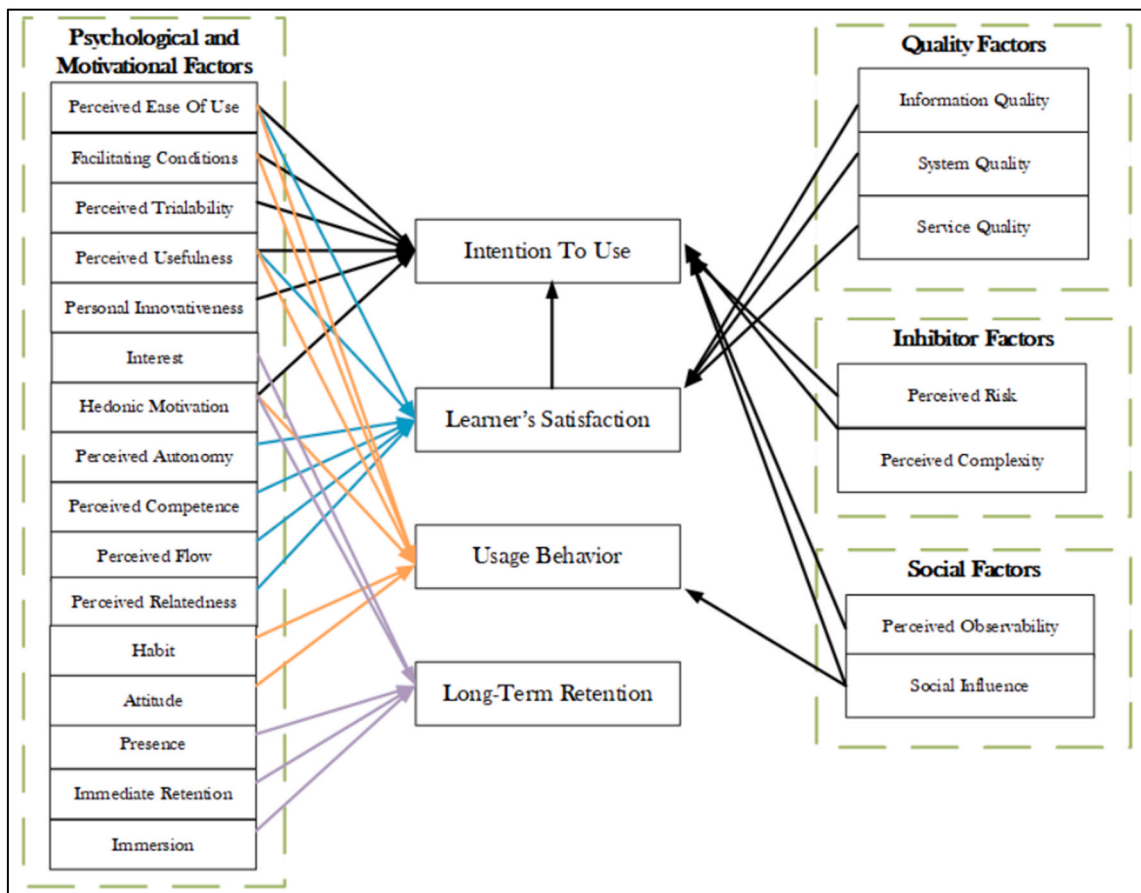 Psychological and
Motivational Factors
Perceived Ease Of Use
Facilitating Conditions
Perceived Trialability
Perceived Usefulness
Personal Innovativeness
Interest
Hedonic Motivation
Perceived Autonomy
Perceived Competence
Perceived Flow
Perceived Relatedness
Habit
Attitude
Presence
Immediate Retention
Immersion
Intention To Use
Learner's Satisfaction
Usage Behavior
Long-Term Retention
Quality Factors
Information Quality
System Quality
Service Quality
Inhibitor Factors
Perceived Risk
Perceived Complexity
Social Factors
Perceived Observability
Social Influence